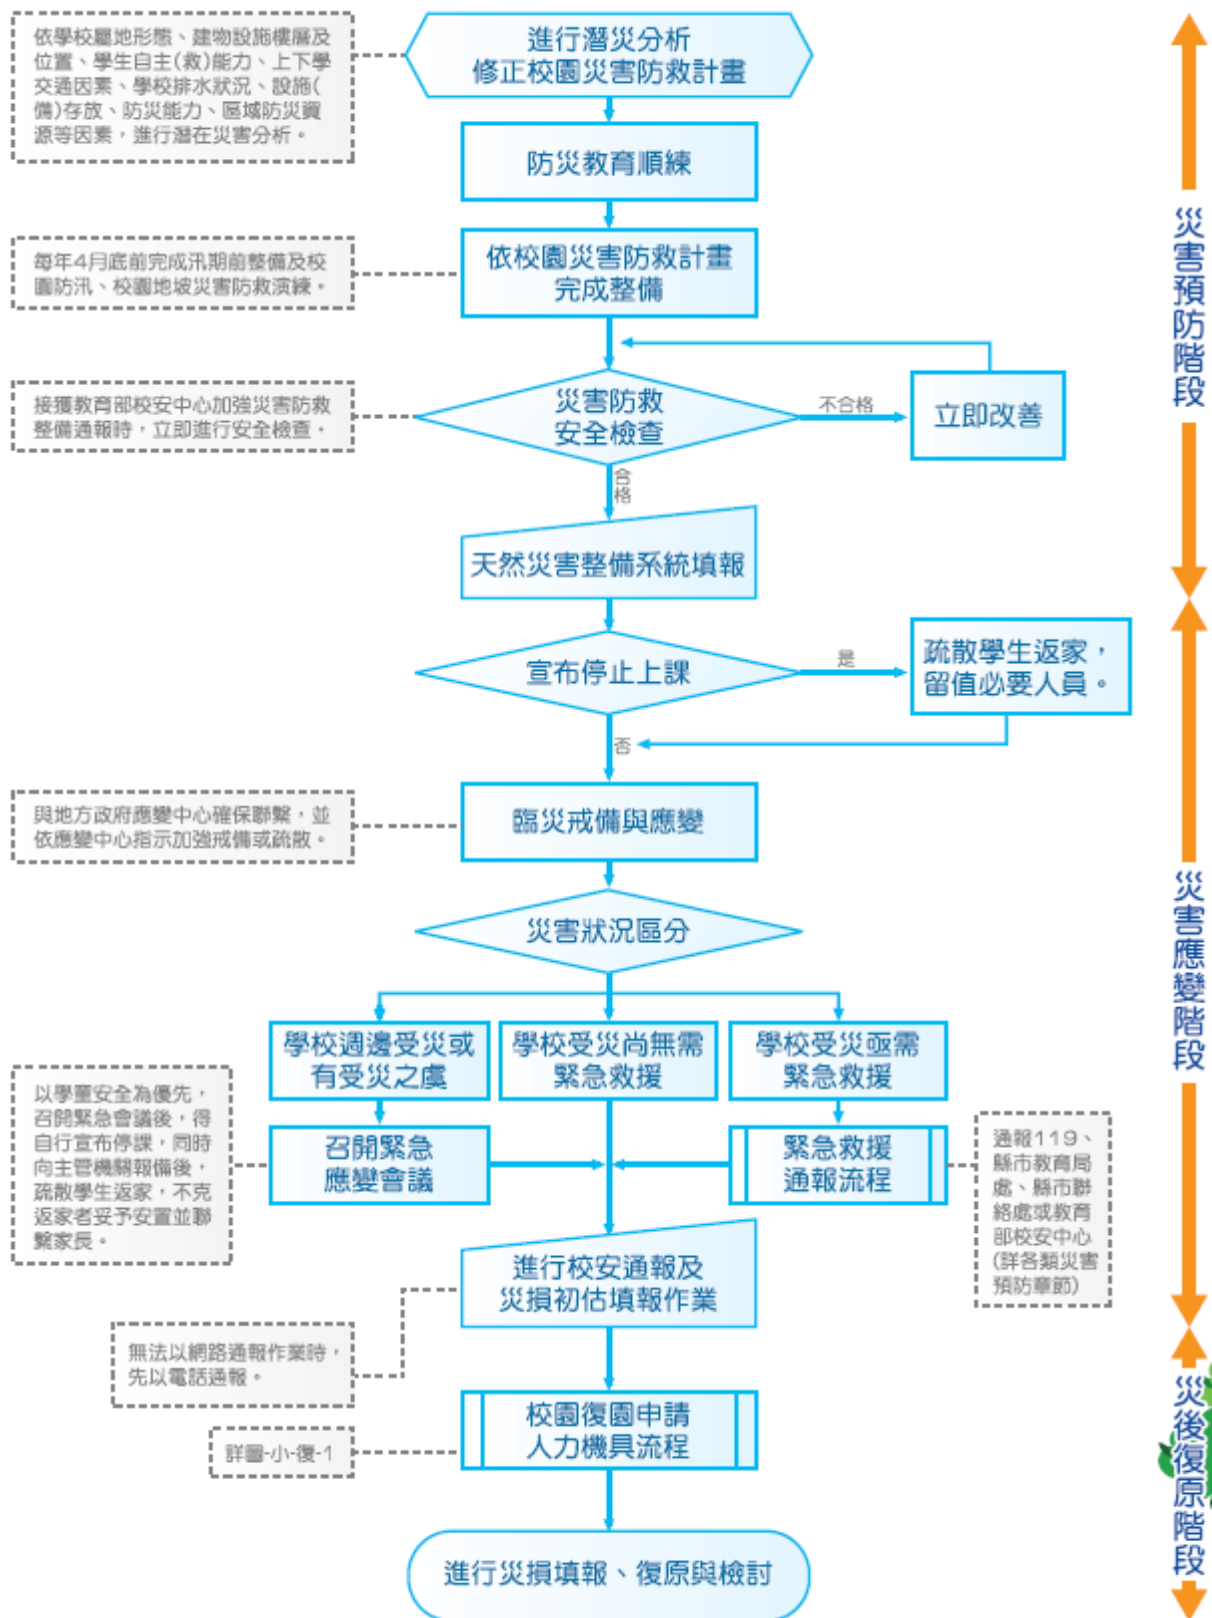 依學校屬地形態、建物設施樓層及
位置、學生自主(救)能力、上下學
交通因素、學校排水狀況、設施(
備)存放、防災能力、區域防災資
源等因素，進行潛在災害分析。
進行潛災分析
修正校園災害防救計畫
防災教育順練
每年4月底前完成汛期前整備及校
園防汛、校園地坡災害防救演練。
依校園災害防救計畫
完成整備
接獲教育部校安中心加強災害防救
整備通報時，立即進行安全檢查。
災害防救
安全檢查
不合格
立即改善
合格
天然災害整備系統填報
災害預防階段
宣布停止上課
是
疏散學生返家，
留值必要人員。
否
與地方政府應變中心確保聯繫，並
依應變中心指示加強戒備或疏散。
臨災戒備與應變
災害狀況區分
學校週邊受災或
有受災之虞
學校受災尚無需
緊急救援
學校受災亟需
緊急救援
以學童安全為優先，
召開緊急會議後，得
自行宣布停課，同時
向主管機關報備後，
疏散學生返家，不克
返家者妥予安置並聯
繫家長。
召開緊急
應變會議
緊急救援
通報流程
通報119、
縣市教育局
處、縣市聯
絡處或教育
部校安中心
(詳各類災害
預防章節)
災害應變階段
進行校安通報及
災損初估填報作業
無法以網路通報作業時，
先以電話通報。
校園復園申請
人力機具流程
詳圖-小-復-1
進行災損填報、復原與檢討
災後復原階段